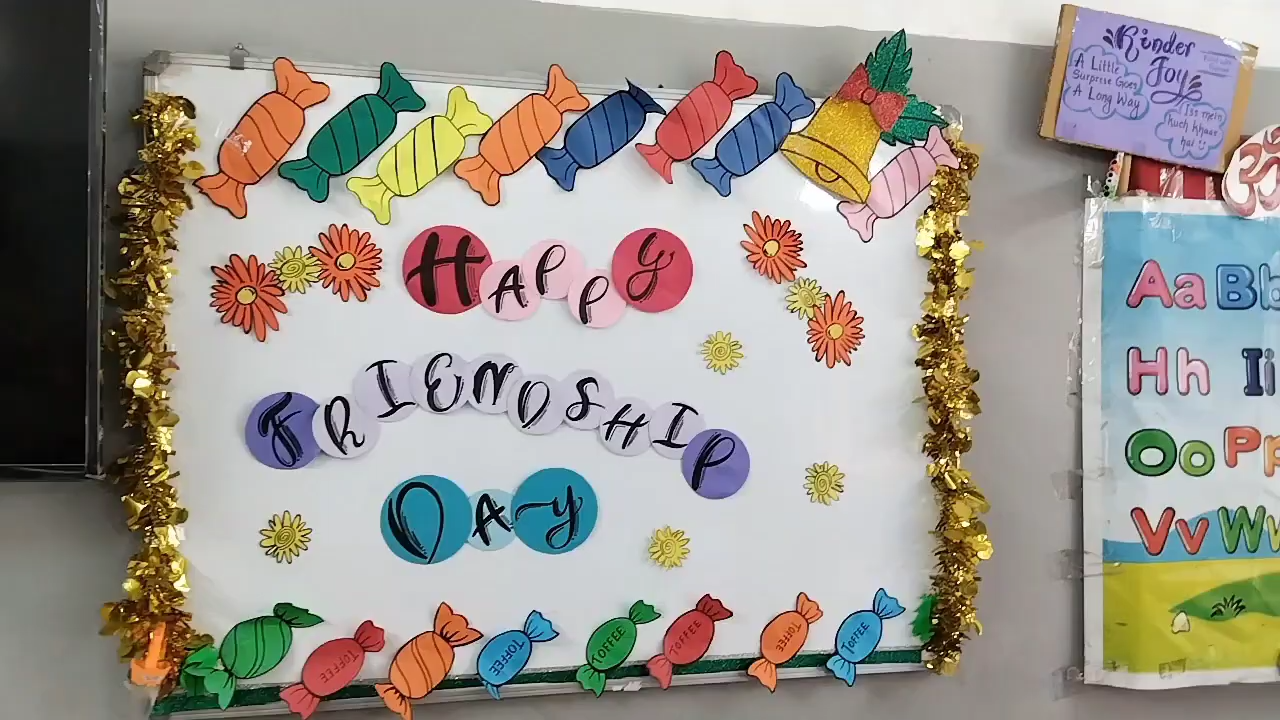 HAPPY
FRIENDSHIP
DAY
TOFFEE
TOFFEE
TOFFEE
TOFFEE
TOFFEE
TOFFEE
Kinder
Joy
A Little
Surprise Goes
A Long Way
Iss mein
kuch khaas
hai
ॐ
Aa Bb
Hh Ii
Oo Pp
Vv Ww